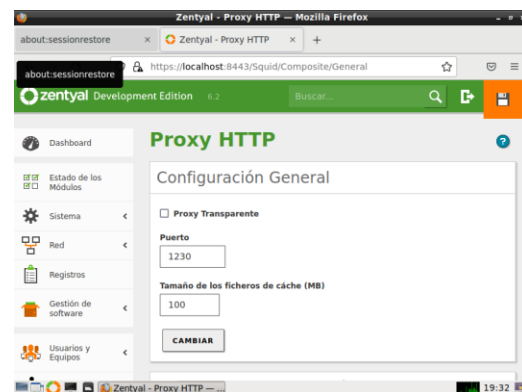 Zentyal - Proxy HTTP — Mozilla Firefox
about:sessionrestore
Zentyal - Proxy HTTP
about:sessionrestore
https://localhost:8443/Squid/Composite/General
zentyal Development Edition 6.2
Buscar...
Dashboard
Estado de los
Módulos
Sistema
Red
Registros
Gestión de
software
Usuarios y
Equipos
Proxy HTTP
Configuración General
Proxy Transparente
Puerto
1230
Tamaño de los ficheros de cáche (MB)
100
CAMBIAR
Zentyal - Proxy HTTP — ...
19:32